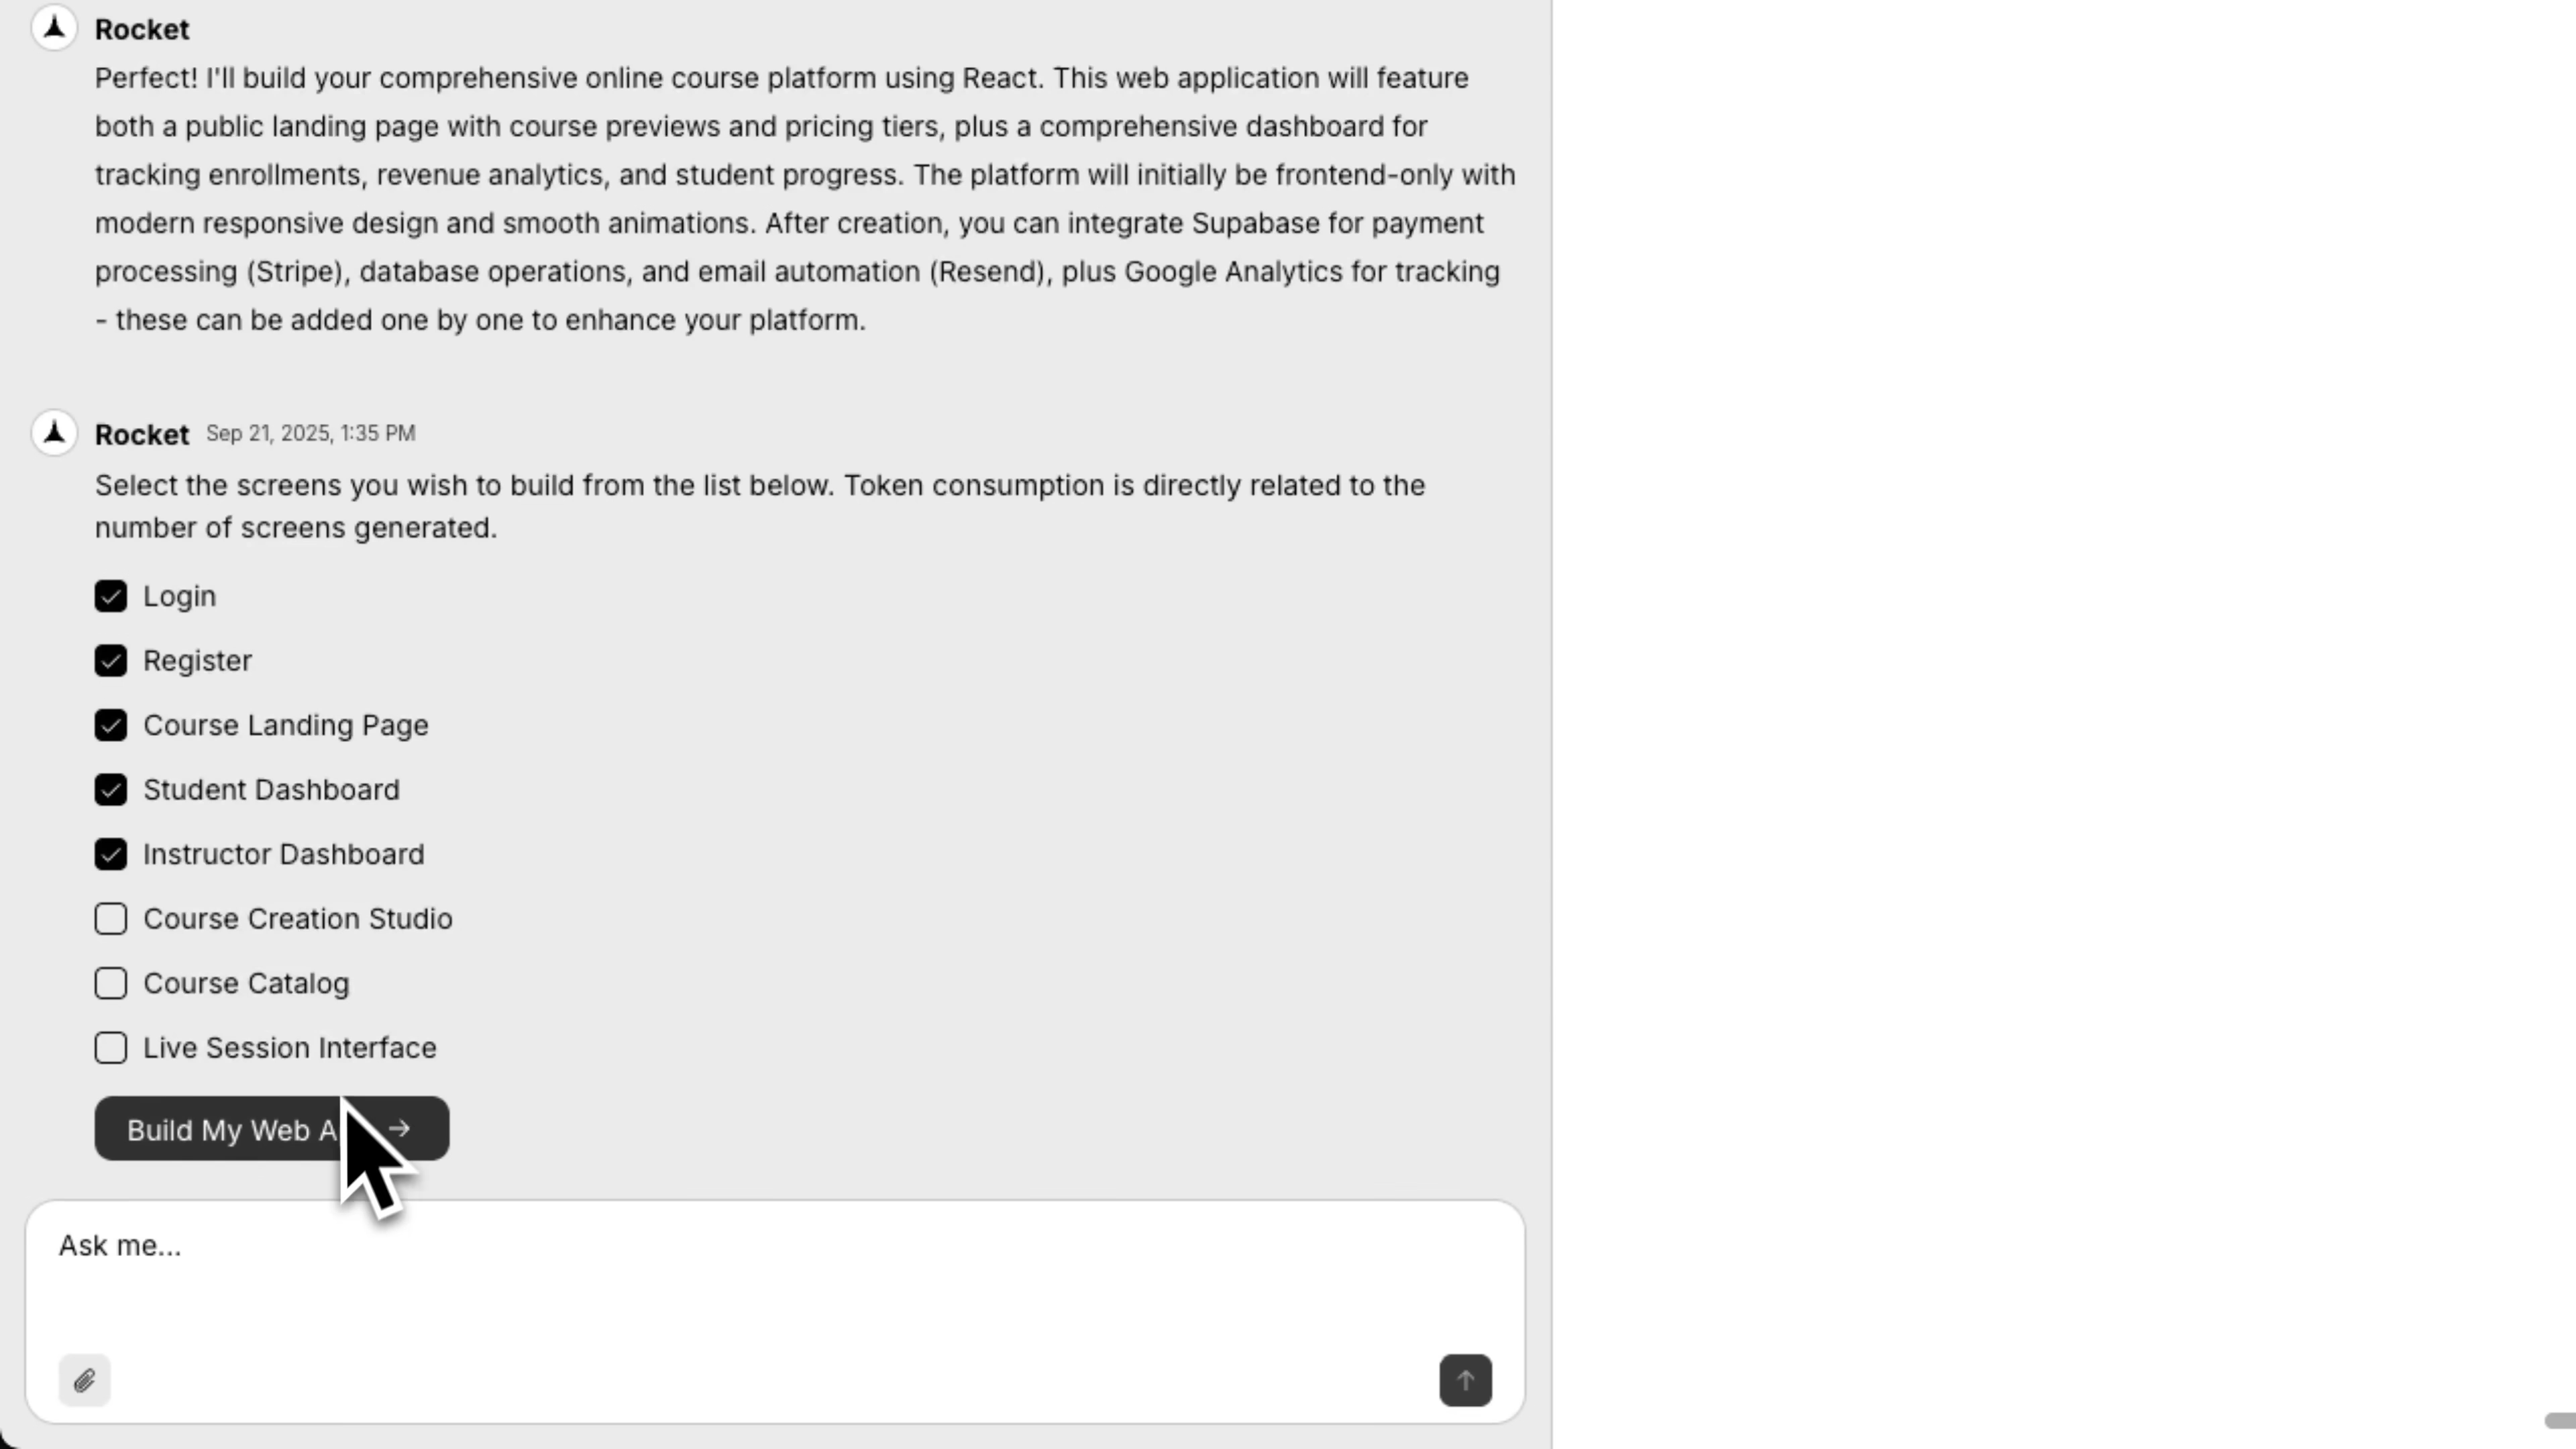 Rocket
Perfect! I'll build your comprehensive online course platform using React. This web application will feature
both a public landing page with course previews and pricing tiers, plus a comprehensive dashboard for
tracking enrollments, revenue analytics, and student progress. The platform will initially be frontend-only with
modern responsive design and smooth animations. After creation, you can integrate Supabase for payment
processing (Stripe), database operations, and email automation (Resend), plus Google Analytics for tracking
- these can be added one by one to enhance your platform.
Rocket Sep 21, 2025, 1:35 PM
Select the screens you wish to build from the list below. Token consumption is directly related to the
number of screens generated.
Login
Register
Course Landing Page
Student Dashboard
Instructor Dashboard
Course Creation Studio
Course Catalog
Live Session Interface
Build My Web
Ask me...